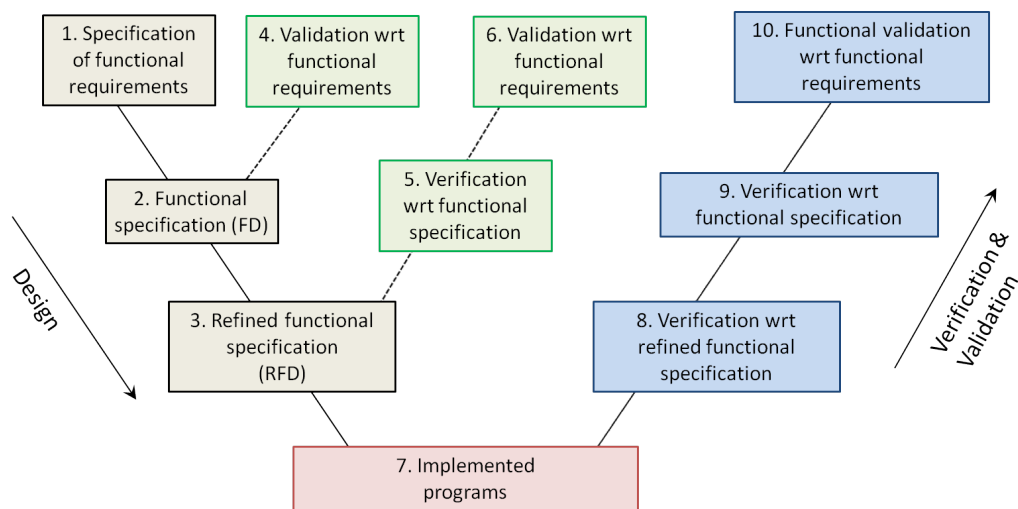 1. Specification
of functional
requirements
4. Validation wrt
functional
requirements
6. Validation wrt
functional
requirements
10. Functional validation
wrt functional
requirements
2. Functional
specification (FD)
5. Verification
wrt functional
specification
9. Verification wrt
functional specification
Design
3. Refined functional
specification
(RFD)
8. Verification wrt
refined functional
specification
Verification &
Validation
7. Implemented
programs